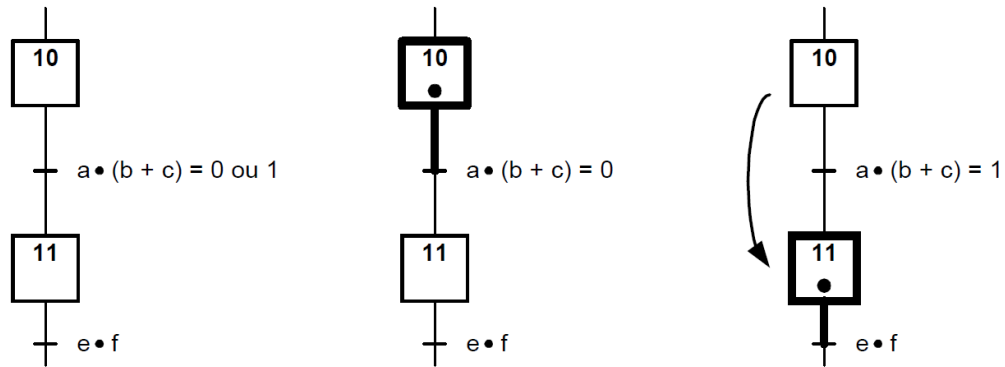 10
a • (b + c) = 0 ou 1
11
e • f
10
a • (b + c) = 0
11
e • f
10
a • (b + c) = 1
11
e • f